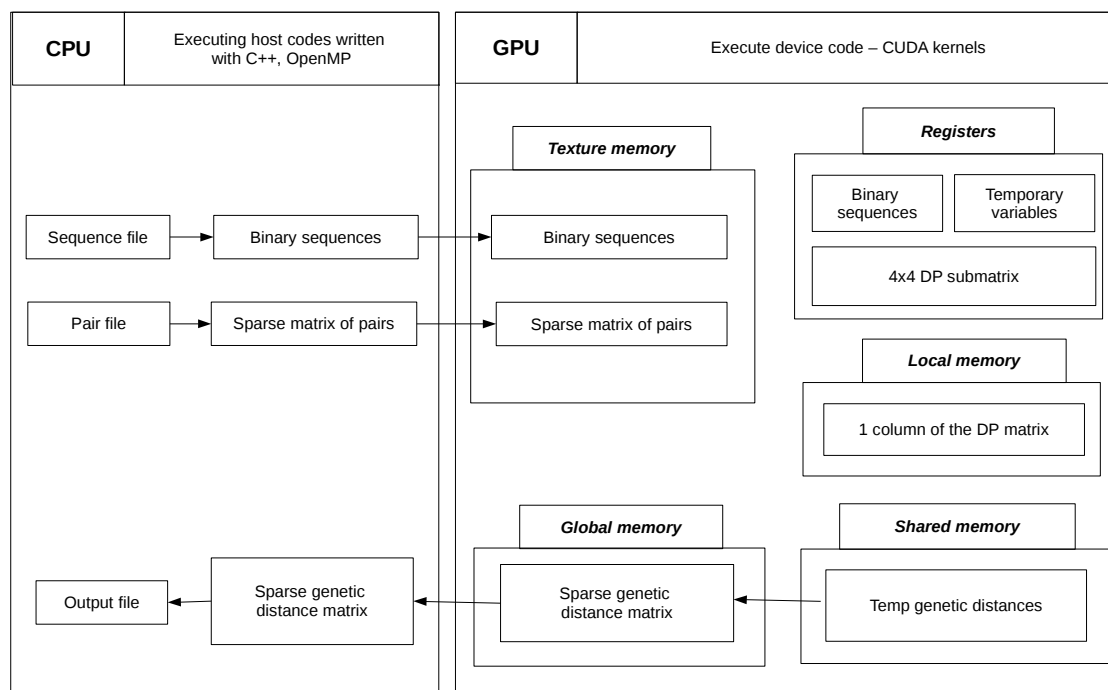 CPU
Executing host codes written
with C++, OpenMP
GPU
Execute device code – CUDA kernels
Texture memory
Registers
Binary
sequences
Temporary
variables
Sequence file
Binary sequences
Binary sequences
4x4 DP submatrix
Pair file
Sparse matrix of pairs
Sparse matrix of pairs
Local memory
1 column of the DP matrix
Global memory
Shared memory
Output file
Sparse genetic
distance matrix
Sparse genetic
distance matrix
Temp genetic distances